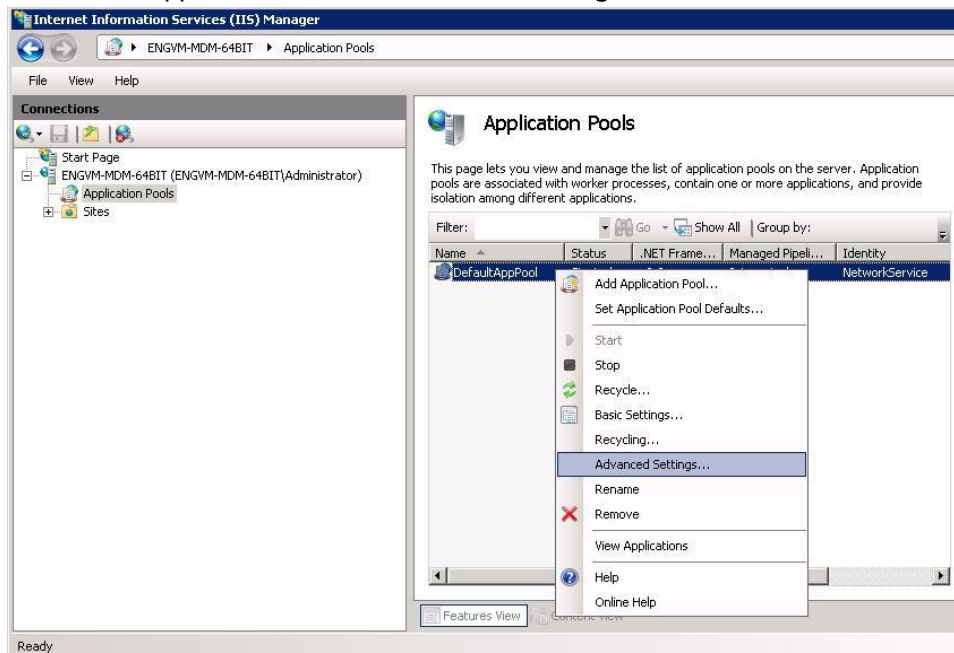 Internet Information Services (IIS) Manager
ENGVM-MDM-64BIT Application Pools
File View Help
Connections
Start Page
ENGVM-MDM-64BIT (ENGVM-MDM-64BIT\Administrator)
Application Pools
Sites
Application Pools
This page lets you view and manage the list of application pools on the server. Application
pools are associated with worker processes, contain one or more applications, and provide
isolation among different applications.
Filter: Go Show All Group by:
Name Status .NET Frame... Managed Pipeli... Identity
DefaultAppPool NetworkService
Add Application Pool...
Set Application Pool Defaults...
Start
Stop
Recycle...
Basic Settings...
Recycling...
Advanced Settings...
Rename
Remove
View Applications
Help
Online Help
Features View
Ready